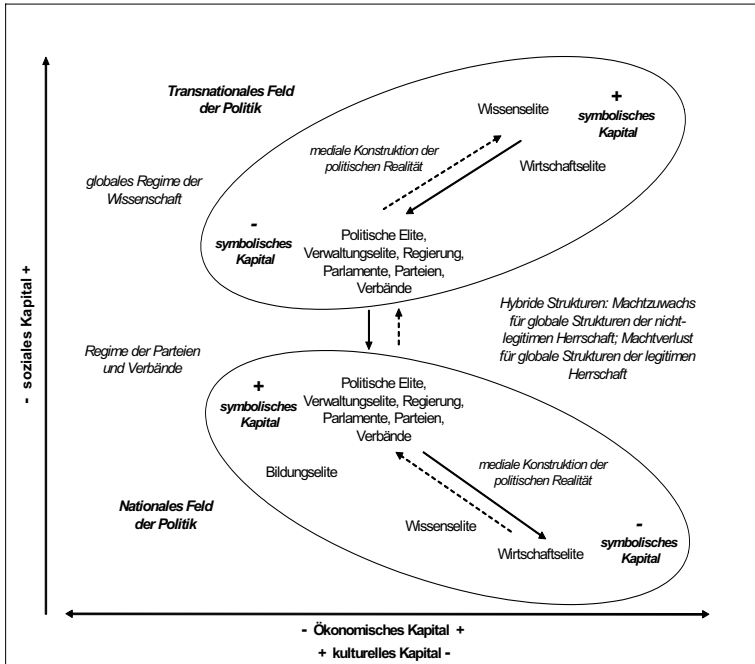 Transnationales Feld
der Politik
Wissenselite
+
symbolisches
Kapital
mediale Konstruktion der
politischen Realität
Wirtschaftselite
globales Regime der
Wissenschaft
-
symbolisches
Kapital
Politische Elite,
Verwaltungselite, Regierung,
Parlamente, Parteien,
Verbände
Hybride Strukturen: Machtzuwachs
für globale Strukturen der nicht-
legitimen Herrschaft; Machtverlust
für globale Strukturen der legitimen
Herrschaft
Regime der Parteien
und Verbände
+
symbolisches
Kapital
Politische Elite,
Verwaltungselite, Regierung,
Parlamente, Parteien,
Verbände
Bildungselite
mediale Konstruktion der
politischen Realität
Nationales Feld
der Politik
Wissenselite
Wirtschaftselite
-
symbolisches
Kapital
- soziales Kapital +
- Ökonomisches Kapital +
+ kulturelles Kapital -